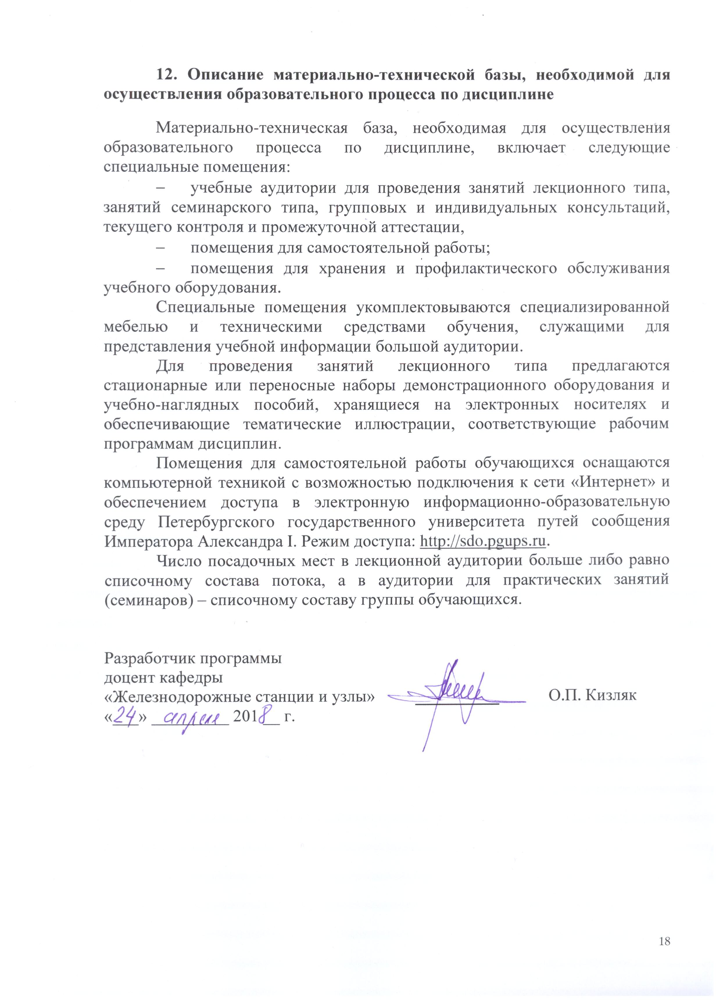 12. Описание материально-технической базы, необходимой для
осуществления образовательного процесса по дисциплине
Материально-техническая база, необходимая для осуществления
образовательного процесса по дисциплине, включает следующие
специальные помещения:
– учебные аудитории для проведения занятий лекционного типа,
занятий семинарского типа, групповых и индивидуальных консультаций,
текущего контроля и промежуточной аттестации,
– помещения для самостоятельной работы;
– помещения для хранения и профилактического обслуживания
учебного оборудования.
Специальные помещения укомплектовываются специализированной
мебелью и техническими средствами обучения, служащими для
представления учебной информации большой аудитории.
Для проведения занятий лекционного типа предлагаются
стационарные или переносные наборы демонстрационного оборудования и
учебно-наглядных пособий, хранящиеся на электронных носителях и
обеспечивающие тематические иллюстрации, соответствующие рабочим
программам дисциплин.
Помещения для самостоятельной работы обучающихся оснащаются
компьютерной техникой с возможностью подключения к сети «Интернет» и
обеспечением доступа в электронную информационно-образовательную
среду Петербургского государственного университета путей сообщения
Императора Александра I. Режим доступа: http://sdo.pgups.ru.
Число посадочных мест в лекционной аудитории больше либо равно
списочному состава потока, а в аудитории для практических занятий
(семинаров) – списочному составу группы обучающихся.
Разработчик программы
доцент кафедры
«Железнодорожные станции и узлы» О.П. Кизляк
«24» апреля 2018 г.
18